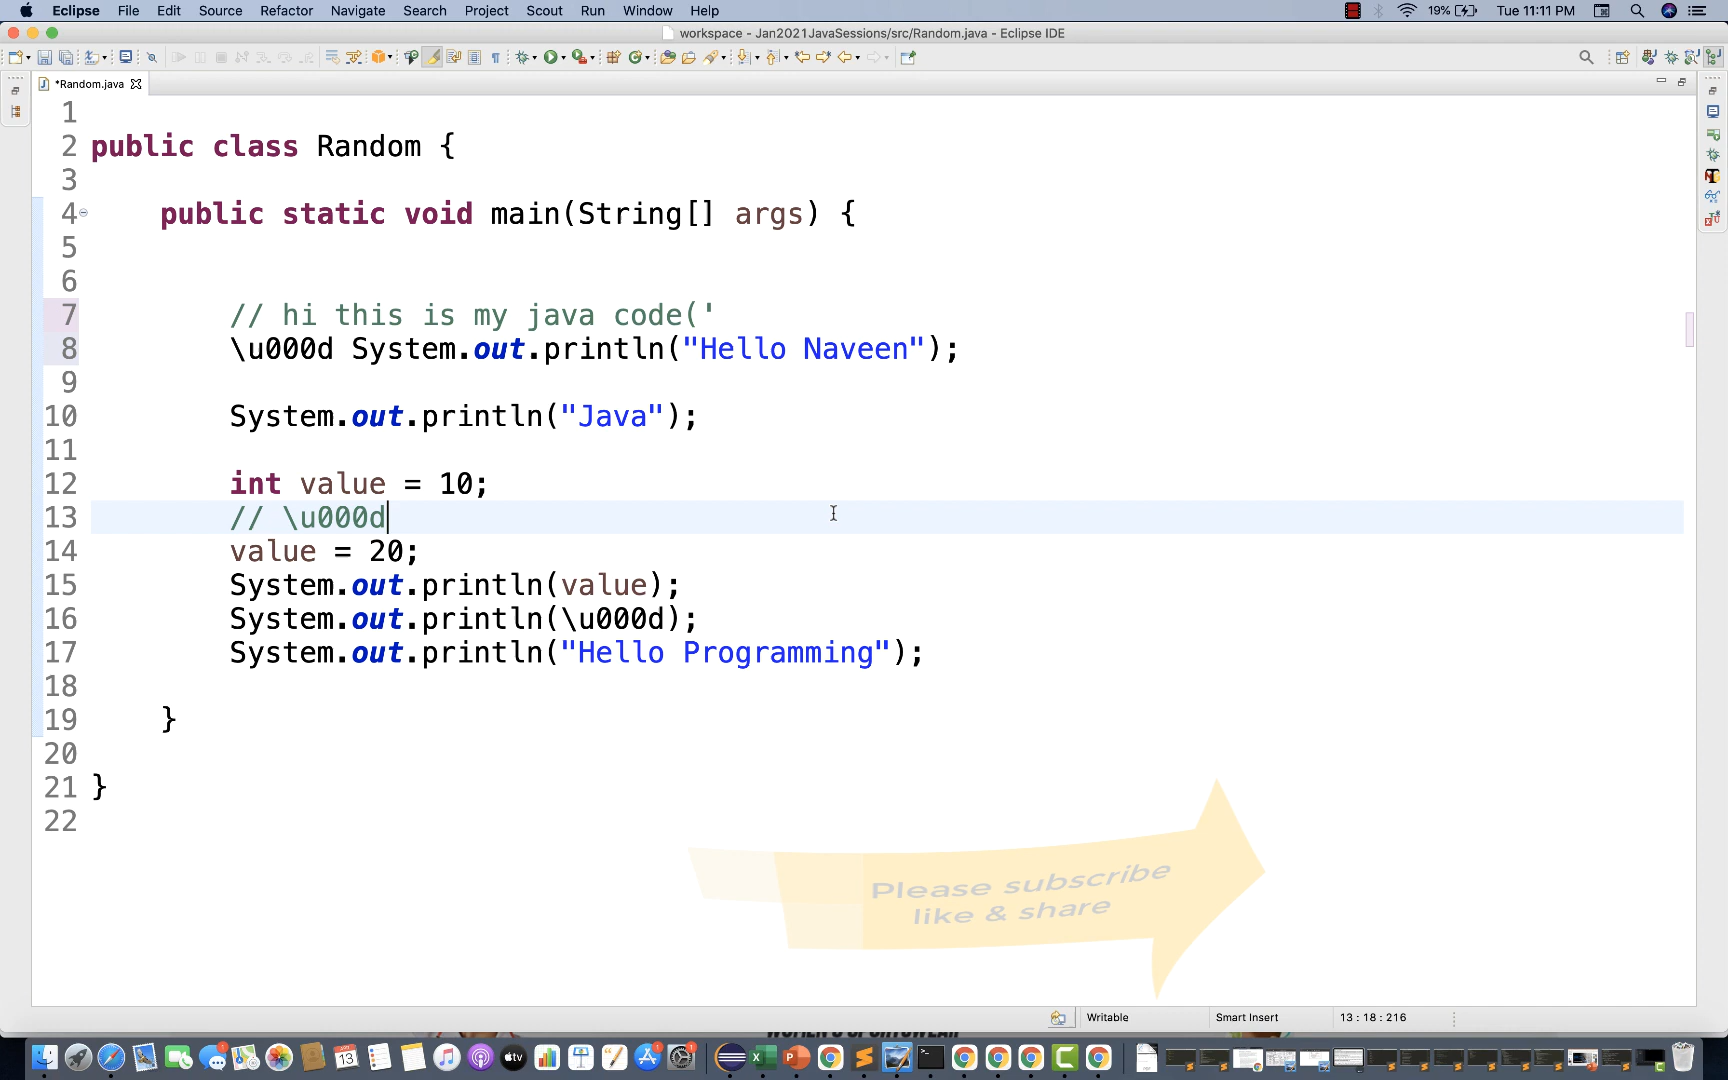 Eclipse File Edit Source Refactor Navigate Search Project Scout Run Window Help 19% Tue 11:11 PM
workspace - Jan2021JavaSessions/src/Random.java - Eclipse IDE
*Random.java
1
2 public class Random {
3
4 public static void main(String[] args) {
5
6
7 // hi this is my java code('
8 \u000d System.out.println("Hello Naveen");
9
10 System.out.println("Java");
11
12 int value = 10;
13 // \u000d
14 value = 20;
15 System.out.println(value);
16 System.out.println(\u000d);
17 System.out.println("Hello Programming");
18
19 }
20
21 }
22
Please subscribe
like & share
Writable Smart Insert 13 : 18 : 216